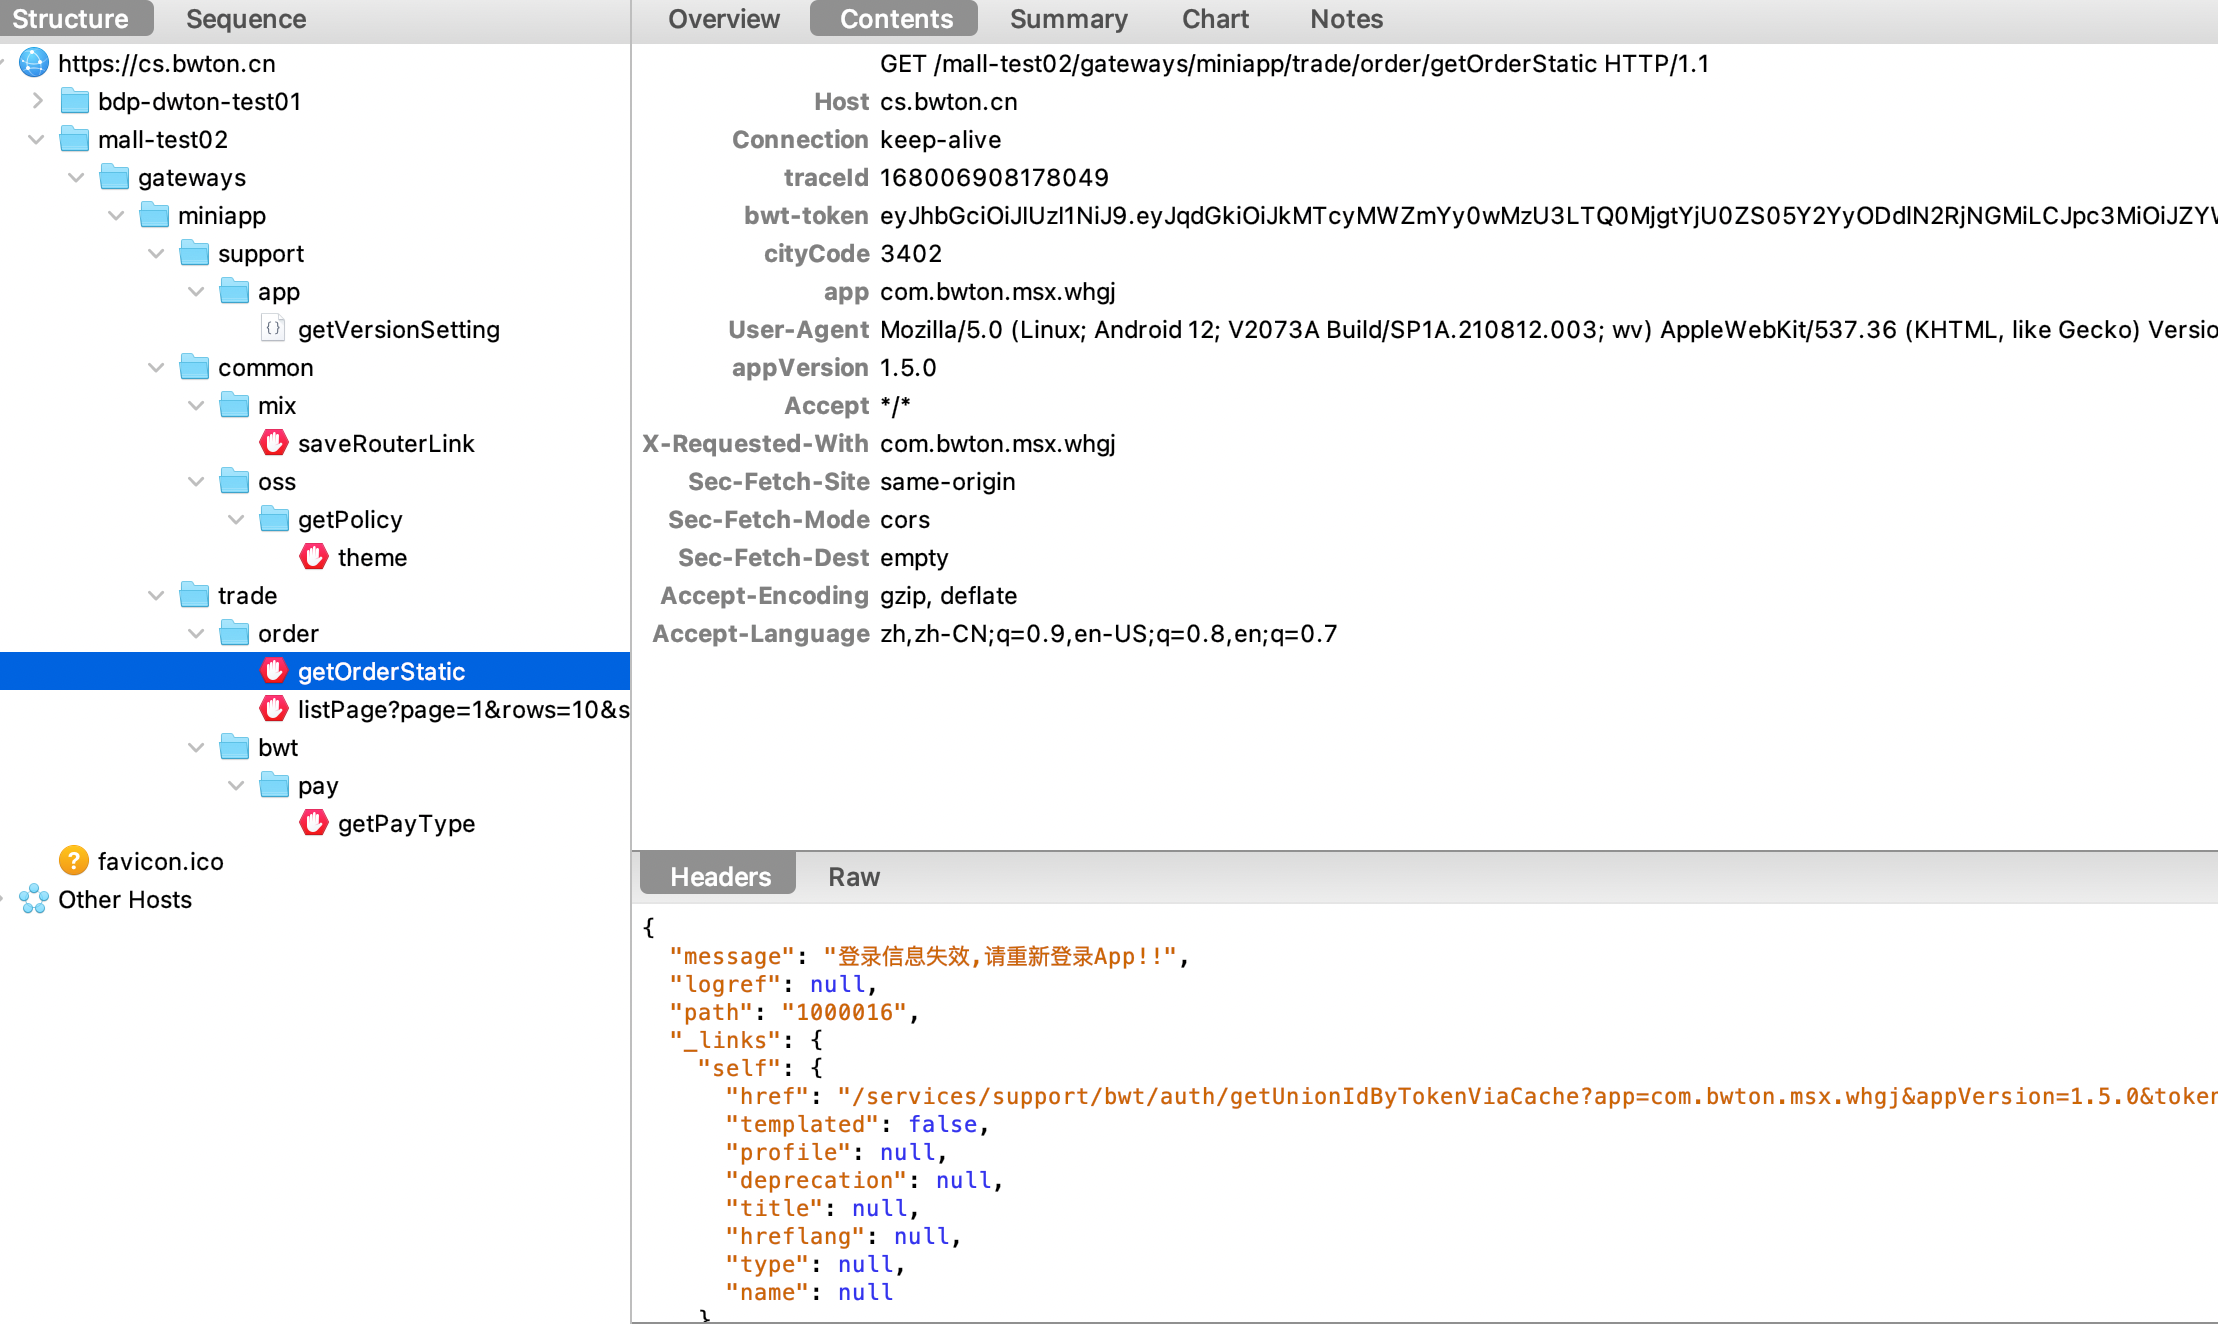 Structure Sequence
https://cs.bwton.cn
bdp-dwton-test01
mall-test02
gateways
miniapp
support
app
getVersionSetting
common
mix
saveRouterLink
oss
getPolicy
theme
trade
order
getOrderStatic
listPage?page=1&rows=10&s
bwt
pay
getPayType
favicon.ico
Other Hosts
Overview Contents Summary Chart Notes
GET /mall-test02/gateways/miniapp/trade/order/getOrderStatic HTTP/1.1
Host cs.bwton.cn
Connection keep-alive
traceId 168006908178049
bwt-token eyJhbGciOiJIUzI1NiJ9.eyJqdGkiOiJkMTcyMWZmYy0wMzU3LTQ0MjgtYjU0ZS05Y2YyODdlN2RjNGMiLCJpc3MiOiJZYW
cityCode 3402
app com.bwton.msx.whgj
User-Agent Mozilla/5.0 (Linux; Android 12; V2073A Build/SP1A.210812.003; wv) AppleWebKit/537.36 (KHTML, like Gecko) Versio
appVersion 1.5.0
Accept */*
X-Requested-With com.bwton.msx.whgj
Sec-Fetch-Site same-origin
Sec-Fetch-Mode cors
Sec-Fetch-Dest empty
Accept-Encoding gzip, deflate
Accept-Language zh,zh-CN;q=0.9,en-US;q=0.8,en;q=0.7
Headers Raw
{
"message": "登录信息失效,请重新登录App!!",
"logref": null,
"path": "1000016",
"_links": {
"self": {
"href": "/services/support/bwt/auth/getUnionIdByTokenViaCache?app=com.bwton.msx.whgj&appVersion=1.5.0&token
"templated": false,
"profile": null,
"deprecation": null,
"title": null,
"hreflang": null,
"type": null,
"name": null
}